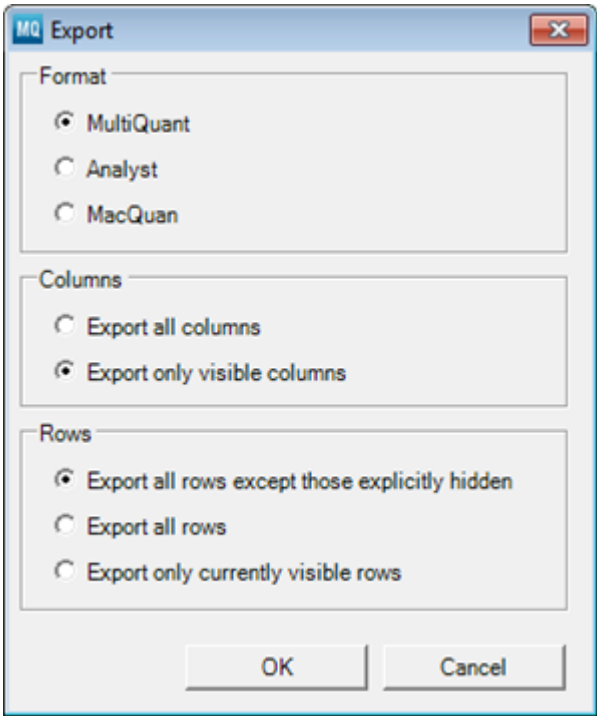 MQ Export
Format
MultiQuant
Analyst
MacQuan
Columns
Export all columns
Export only visible columns
Rows
Export all rows except those explicitly hidden
Export all rows
Export only currently visible rows
OK Cancel